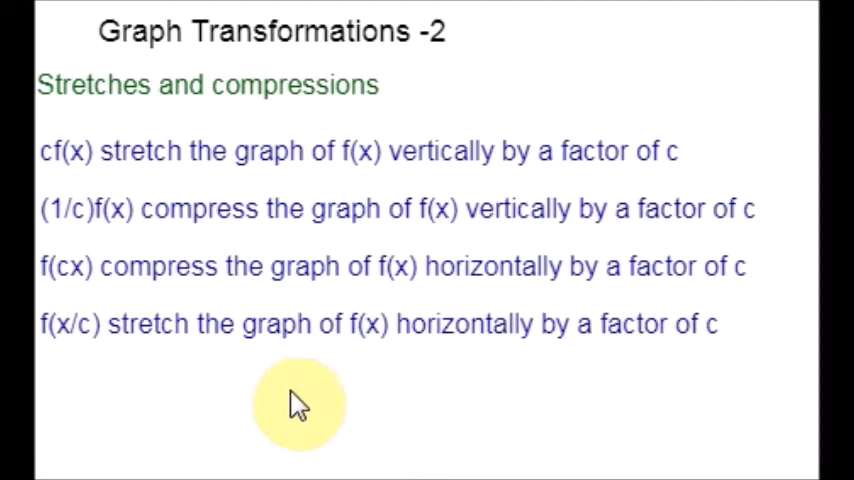 Graph Transformations -2
Stretches and compressions
cf(x) stretch the graph of f(x) vertically by a factor of c
(1/c)f(x) compress the graph of f(x) vertically by a factor of c
f(cx) compress the graph of f(x) horizontally by a factor of c
f(x/c) stretch the graph of f(x) horizontally by a factor of c